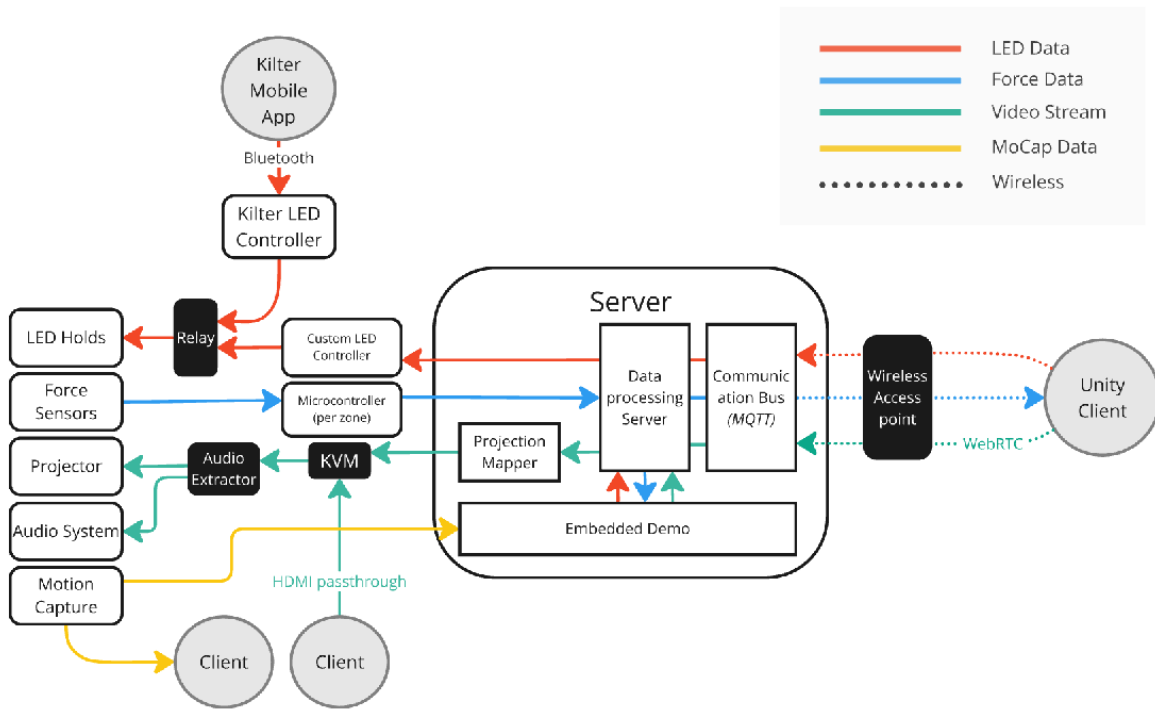 Kilter
Mobile
App
Bluetooth
Kilter LED
Controller
LED Data
Force Data
Video Stream
MoCap Data
Wireless
Server
LED Holds
Relay
Custom LED
Controller
Force
Sensors
Microcontroller
(per zone)
Data
processing
Server
Communic
ation Bus
(MQTT)
Wireless
Access
point
Unity
Client
WebRTC
Projector
Audio
Extractor
KVM
Projection
Mapper
Audio System
Embedded Demo
Motion
Capture
HDMI passthrough
Client
Client